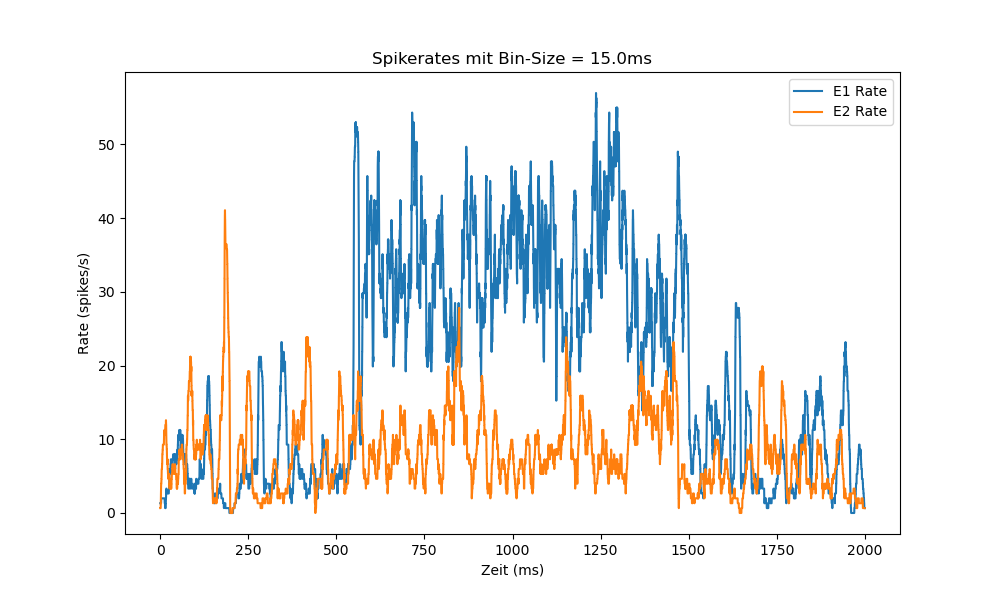 Spikerates mit Bin-Size = 15.0ms
E1 Rate
E2 Rate
Rate (spikes/s)
50
40
30
20
10
0
0 250 500 750 1000 1250 1500 1750 2000
Zeit (ms)